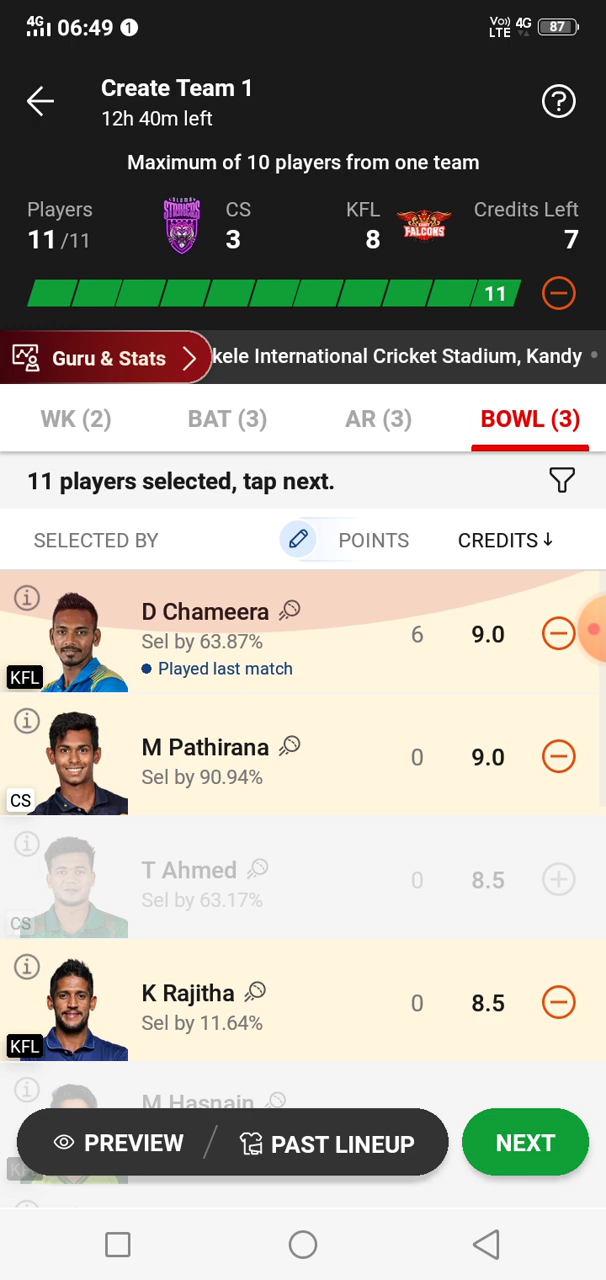 4G 06:49 1 Vo) LTE 4G 87
Create Team 1
12h 40m left
Maximum of 10 players from one team
Players CS KFL Credits Left
11/11 STRIKERS 3 8 FALCONS 7
11
Guru & Stats kele International Cricket Stadium, Kandy •
WK (2) BAT (3) AR (3) BOWL (3)
11 players selected, tap next.
SELECTED BY POINTS CREDITS ↓
D Chameera
Sel by 63.87% 6 9.0
Played last match
KFL
M Pathirana
Sel by 90.94% 0 9.0
CS
T Ahmed
Sel by 63.17% 0 8.5
CS
K Rajitha
Sel by 11.64% 0 8.5
KFL
M Hasnain
PREVIEW / PAST LINEUP NEXT